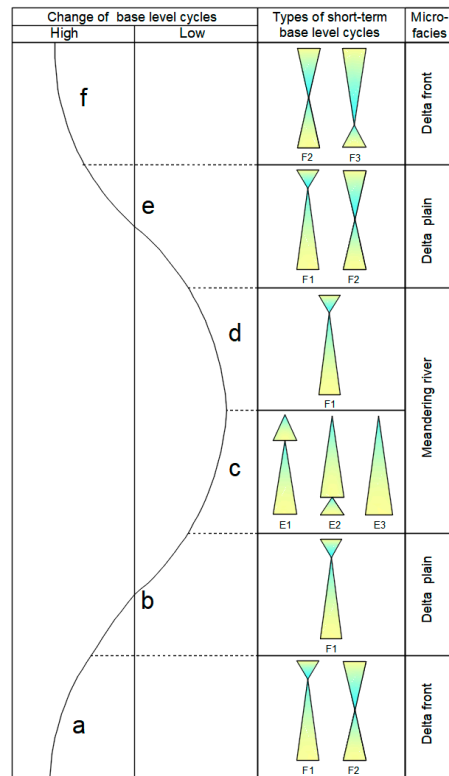 Change of base level cycles
High
Low
Types of short-term
base level cycles
Micro-
facies
f
F2
F3
Delta front
e
F1
F2
Delta plain
d
F1
Meandering river
c
E1
E2
E3
b
F1
Delta plain
a
F1
F2
Delta front